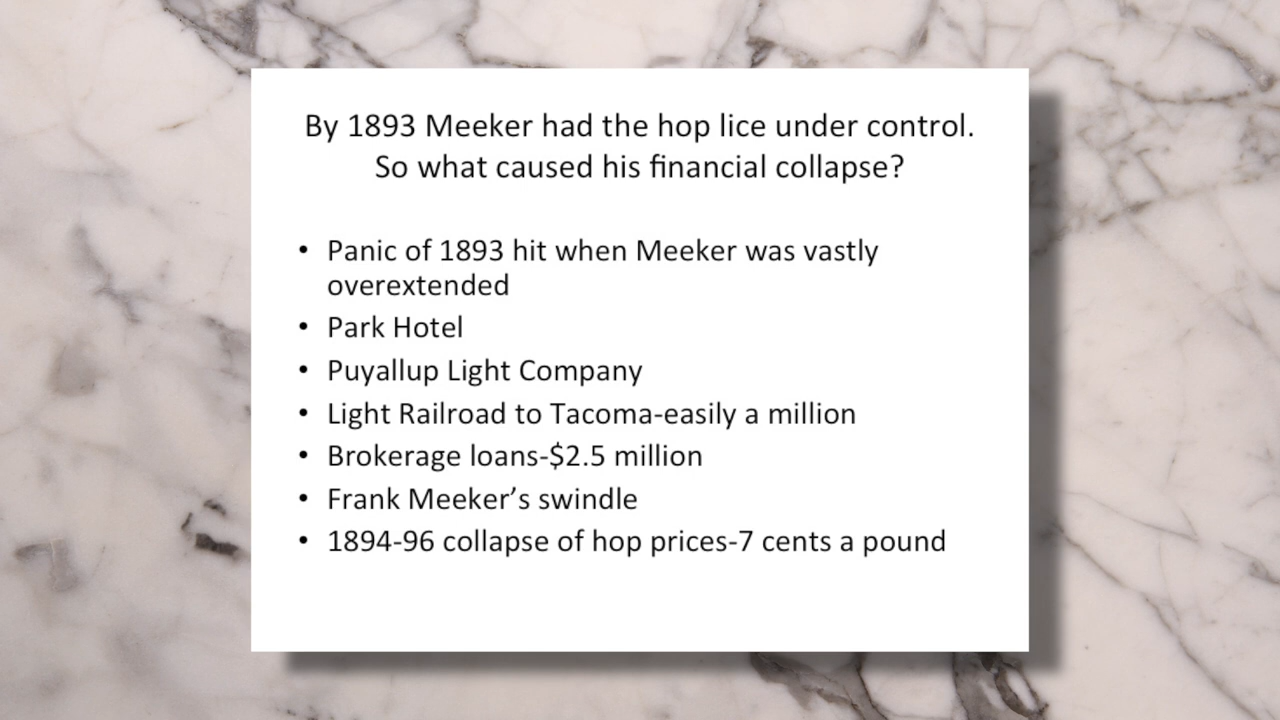 By 1893 Meeker had the hop lice under control.
So what caused his financial collapse?
• Panic of 1893 hit when Meeker was vastly
overextended
• Park Hotel
• Puyallup Light Company
• Light Railroad to Tacoma-easily a million
• Brokerage loans-$2.5 million
• Frank Meeker’s swindle
• 1894-96 collapse of hop prices-7 cents a pound